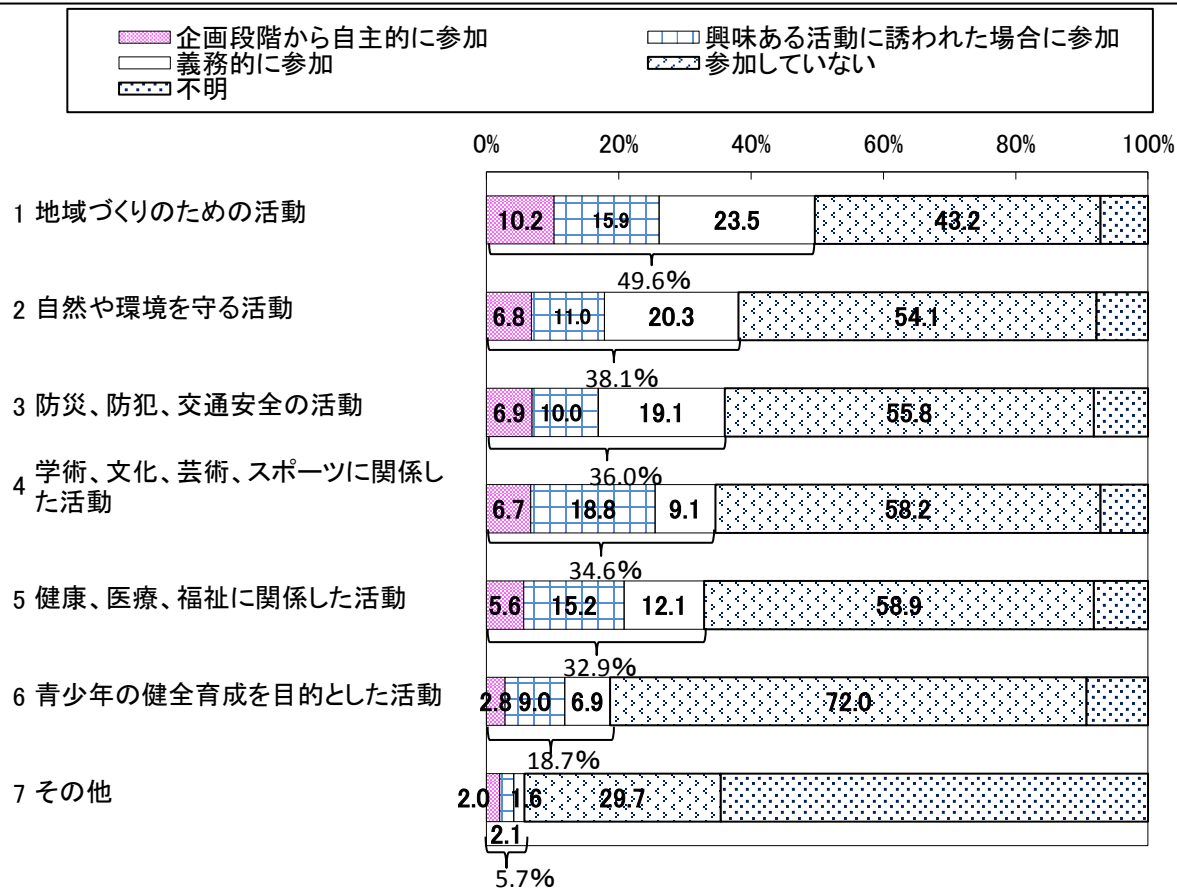 企画段階から自主的に参加
興味ある活動に誘われた場合に参加
義務的に参加
参加していない
不明
0% 20% 40% 60% 80% 100%
1 地域づくりのための活動
10.2 15.9 23.5 43.2
49.6%
2 自然や環境を守る活動
6.8 11.0 20.3 54.1
38.1%
3 防災、防犯、交通安全の活動
6.9 10.0 19.1 55.8
36.0%
4 学術、文化、芸術、スポーツに関係し
た活動
6.7 18.8 9.1 58.2
34.6%
5 健康、医療、福祉に関係した活動
5.6 15.2 12.1 58.9
32.9%
6 青少年の健全育成を目的とした活動
2.8 9.0 6.9 72.0
18.7%
7 その他
2.0 1.6 29.7
2.1
5.7%